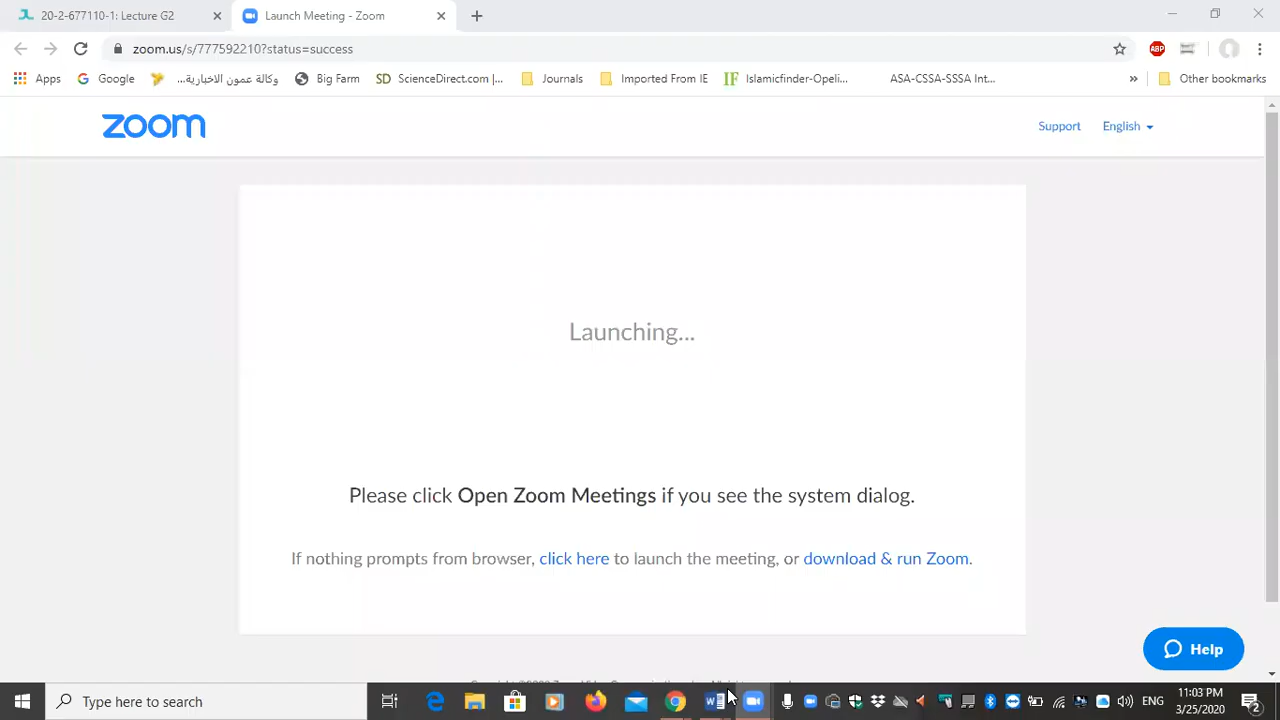 20-2-677110-1: Lecture G2
Launch Meeting - Zoom
zoom.us/s/777592210?status=success
ABP
Apps
Google
وكالة عمون الاخبارية...
Big Farm
SD ScienceDirect.com |...
Journals
Imported From IE
IF Islamicfinder-Opeli...
ASA-CSSA-SSSA Int...
»
Other bookmarks
zoom
Support
English
Launching...
Please click Open Zoom Meetings if you see the system dialog.
If nothing prompts from browser, click here to launch the meeting, or download & run Zoom.
Help
Type here to search
ENG
11:03 PM
3/25/2020
2